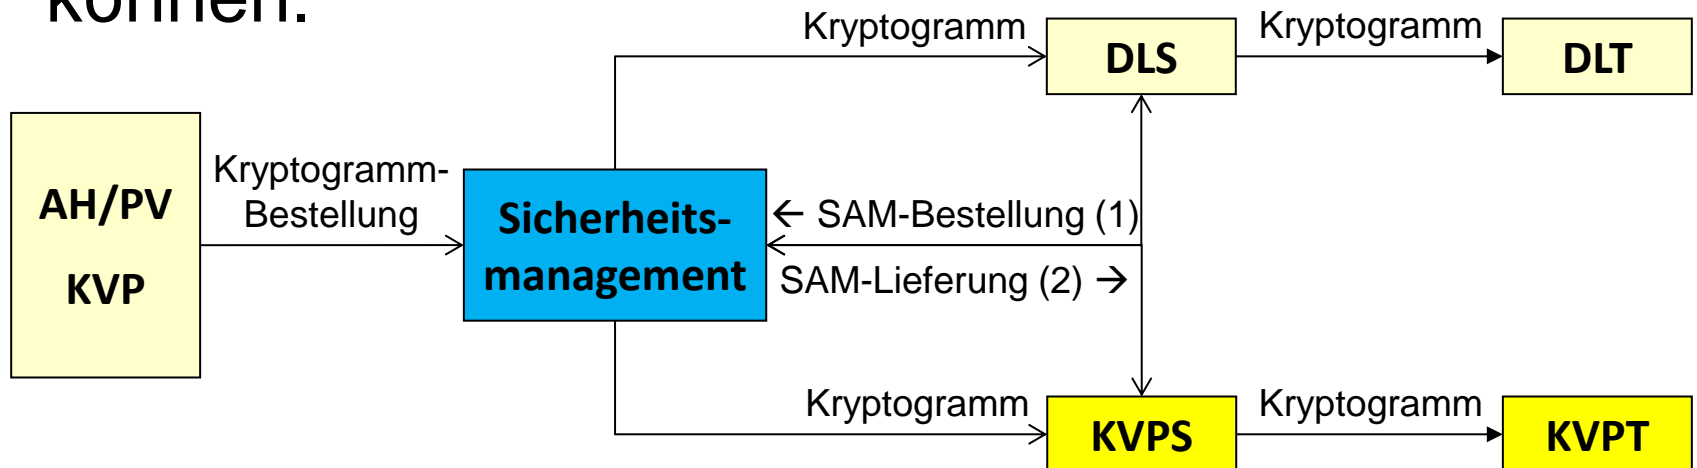 können.
Kryptogramm
DLS
Kryptogramm
DLT
AH/PV
KVP
Kryptogramm-
Bestellung
Sicherheits-
management
← SAM-Bestellung (1)
SAM-Lieferung (2) →
Kryptogramm
KVPS
Kryptogramm
KVPT